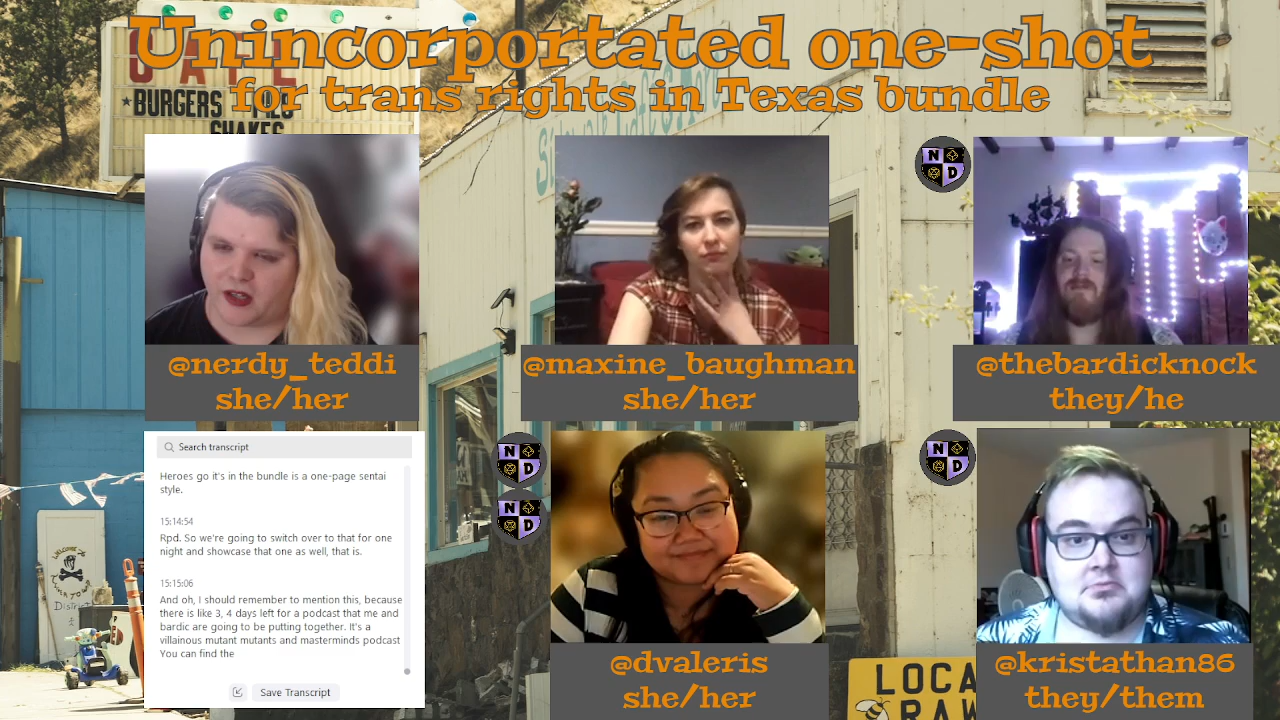 Unincorportated one-shot
for trans rights in Texas bundle
CAFE
★BURGERS PIES
SHAKES
N
D
@nerdy_teddi
she/her
@maxine_baughman
she/her
@thebardicknock
they/he
Search transcript
Heroes go it's in the bundle is a one-page sentai
style.
15:14:54
Rpd. So we're going to switch over to that for one
night and showcase that one as well, that is.
15:15:06
And oh, I should remember to mention this, because
there is like 3, 4 days left for a podcast that me and
bardic are going to be putting together. It's a
villainous mutant mutants and masterminds podcast
You can find the
Save Transcript
N
D
N
D
@dvaleris
she/her
N
D
@kristathan86
they/them
WELCOME
District
LOCA
RAW